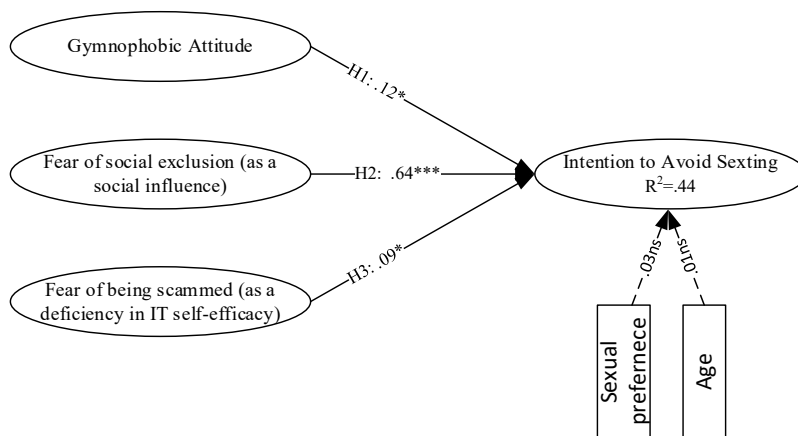 Gymnophobic Attitude
H1: .12*
Fear of social exclusion (as a
social influence)
H2: .64***
Intention to Avoid Sexting
R²=.44
H3: .09*
Fear of being scammed (as a
deficiency in IT self-efficacy)
.03ns
.01ns
Sexual
prefernece
Age